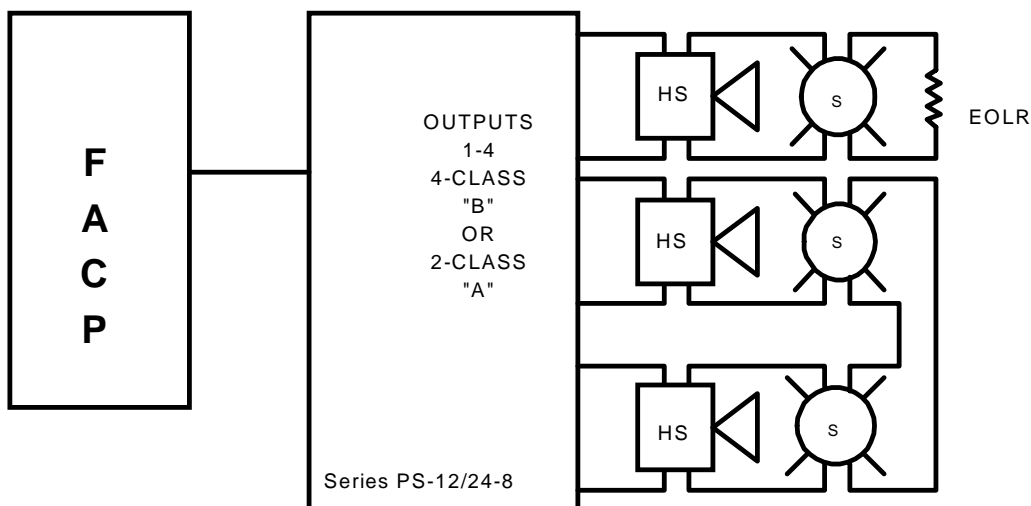 F
A
C
P
OUTPUTS
1-4
4-CLASS
"B"
OR
2-CLASS
"A"
Series PS-12/24-8
HS
S
EOLR
HS
S
HS
S